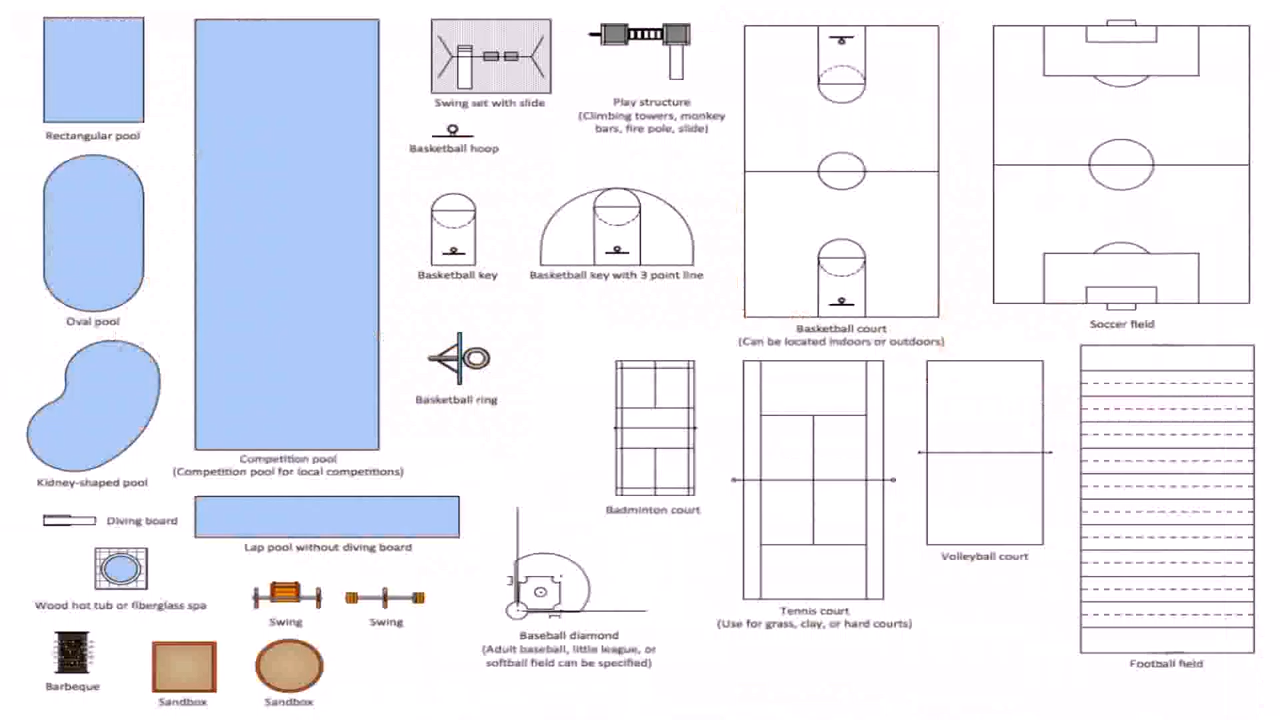 Rectangular pool
Oval pool
Kidney-shaped pool
Diving board
Wood hot tub or fiberglass spa
Barbeque
Sandbox
Sandbox
Competition pool
(Competition pool for local competitions)
Lap pool without diving board
Swing
Swing
Swing set with slide
Basketball hoop
Play structure
(Climbing towers, monkey
bars, fire pole, slide)
Basketball key
Basketball key with 3 point line
Basketball ring
Basketball court
(Can be located indoors or outdoors)
Soccer field
Badminton court
Tennis court
(Use for grass, clay, or hard courts)
Volleyball court
Football field
Baseball diamond
(Adult baseball, little league, or
softball field can be specified)